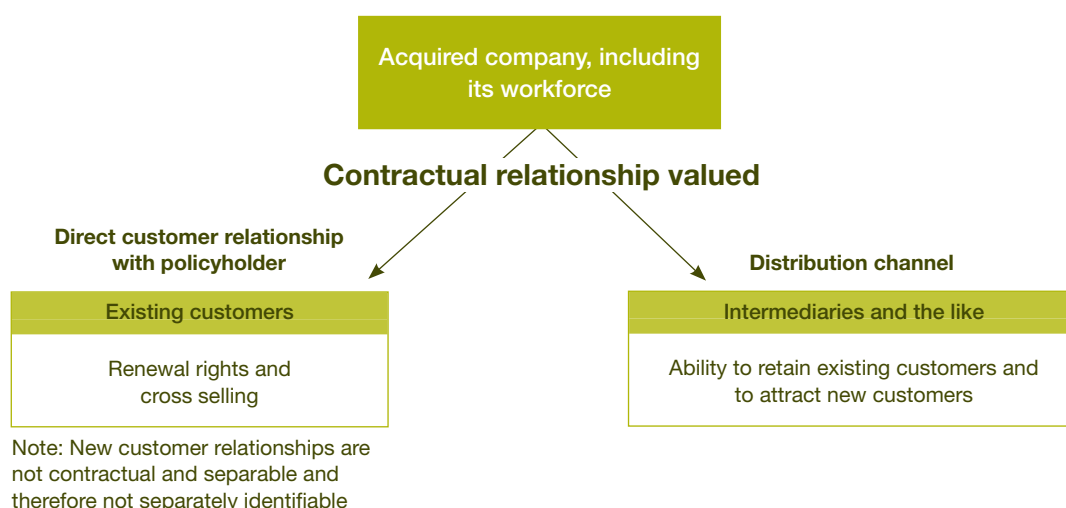 Acquired company, including
its workforce
Contractual relationship valued
Direct customer relationship
with policyholder
Existing customers
Renewal rights and
cross selling
Note: New customer relationships are
not contractual and separable and
therefore not separately identifiable
Distribution channel
Intermediaries and the like
Ability to retain existing customers and
to attract new customers